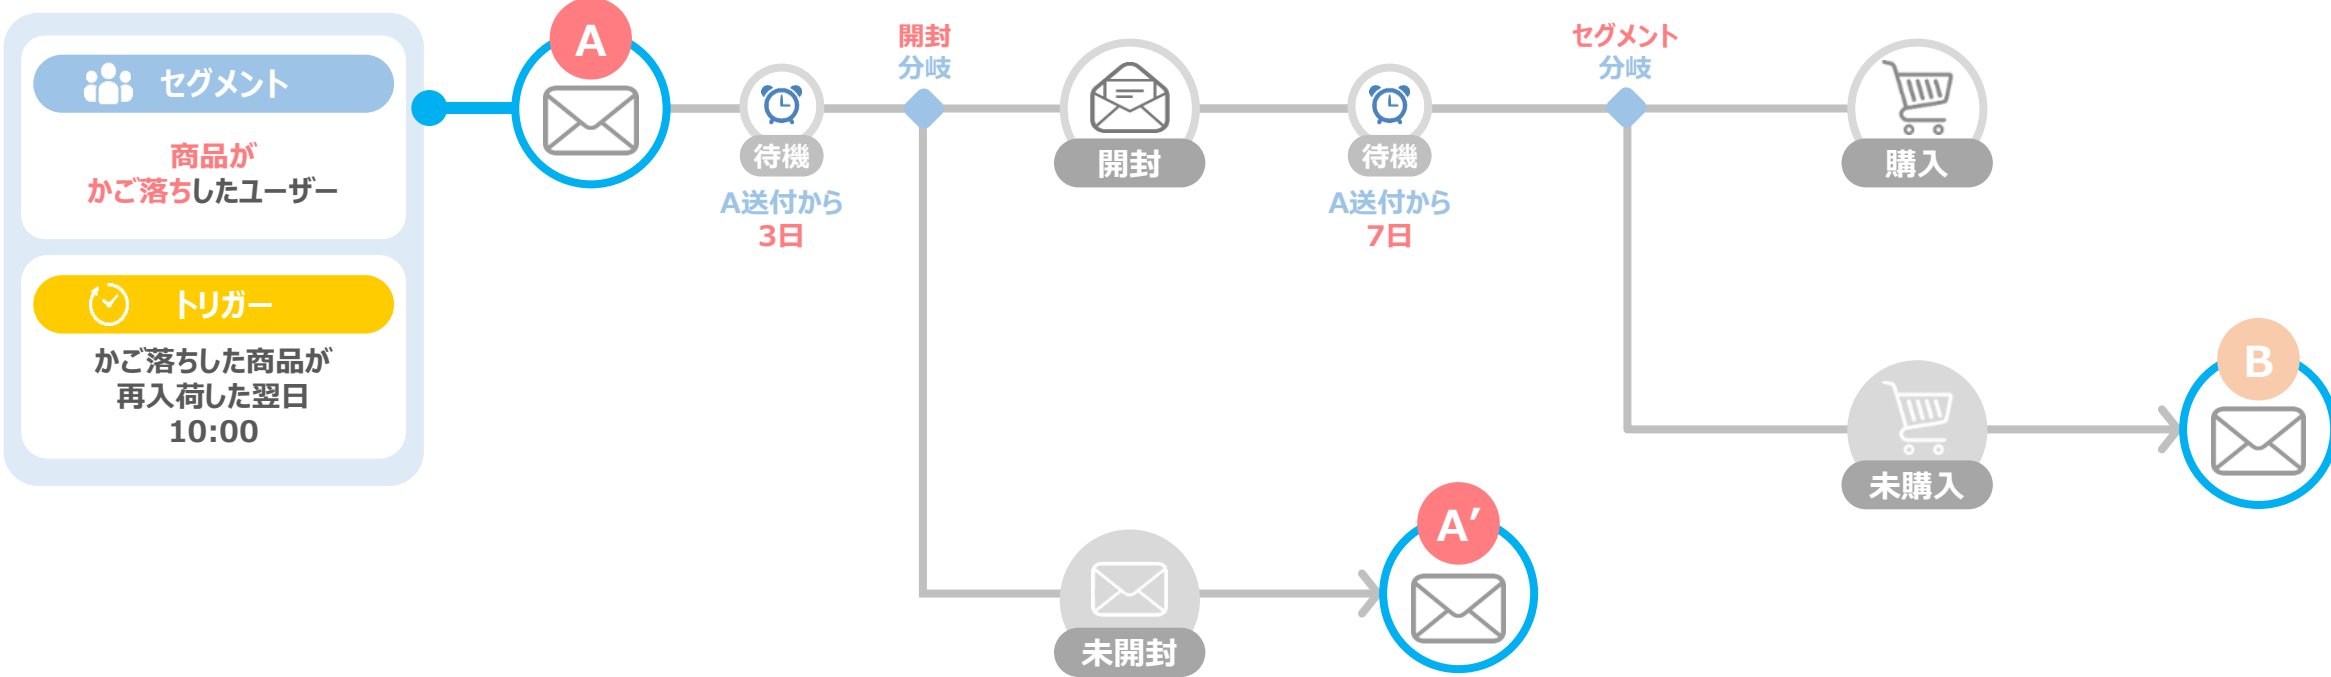 セグメント
商品が
かご落ちしたユーザー
トリガー
かご落ちした商品が
再入荷した翌日
10:00
A
待機
A送付から
3日
開封
分岐
開封
待機
A送付から
7日
セグメント
分岐
購入
未購入
B
未開封
A′